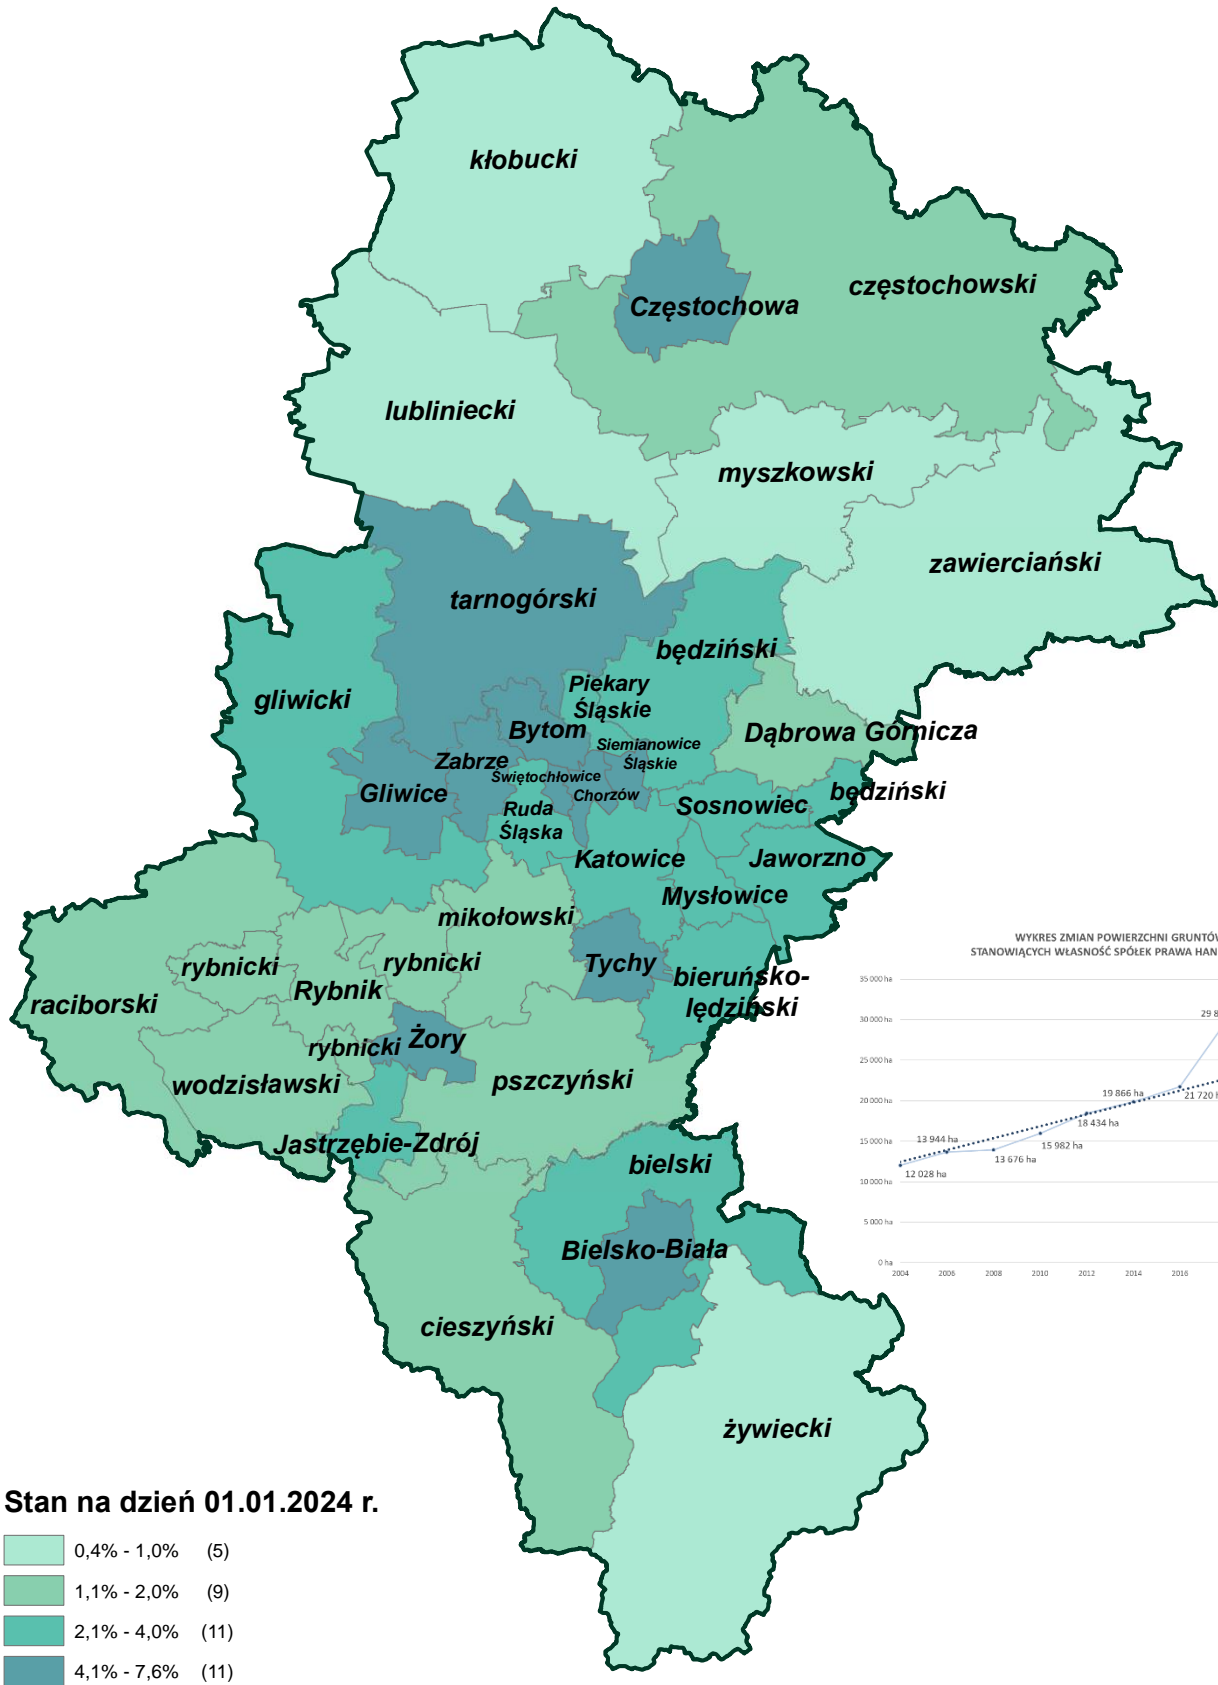 kłobucki
częstochowski
Częstochowa
lubliniecki
myszkowski
zawierciański
tarnogórski
będziński
gliwicki
Piekary
Śląskie
Bytom
Dąbrowa Górnicza
Siemianowice
Śląskie
Zabrze
Świętochłowice
Gliwice
Chorzów
będziński
Sosnowiec
Ruda
Śląska
Katowice
Jaworzno
Mysłowice
mikołowski
rybnicki
rybnicki
Tychy
Rybnik
raciborski
bieruńsko-
lędziński
rybnicki
Żory
wodzisławski
pszczyński
Jastrzębie-Zdrój
bielski
Bielsko-Biała
cieszyński
żywiecki
WYKRES ZMIAN POWIERZCHNI GRUNTÓW
STANOWIĄCYCH WŁASNOŚĆ SPÓŁEK PRAWA HAN
35 000 ha
30 000 ha
25 000 ha
20 000 ha
15 000 ha
10 000 ha
5 000 ha
0 ha
12 028 ha
13 944 ha
13 676 ha
15 982 ha
18 434 ha
19 866 ha
21 720 h
29 8
2004 2006 2008 2010 2012 2014 2016
Stan na dzień 01.01.2024 r.
0,4% - 1,0% (5)
1,1% - 2,0% (9)
2,1% - 4,0% (11)
4,1% - 7,6% (11)